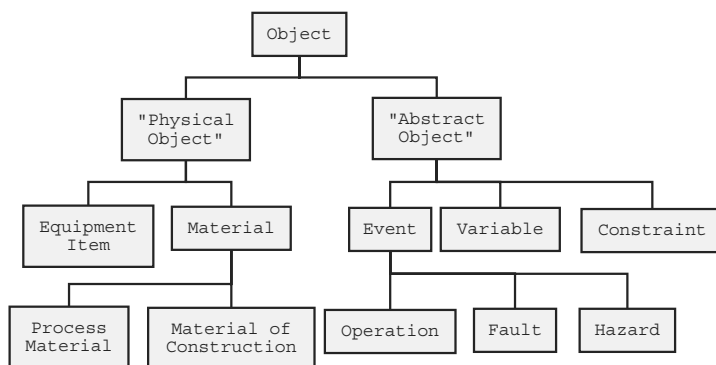 Object
"Physical
Object"
"Abstract
Object"
Equipment
Item
Material
Event
Variable
Constraint
Process
Material
Material of
Construction
Operation
Fault
Hazard